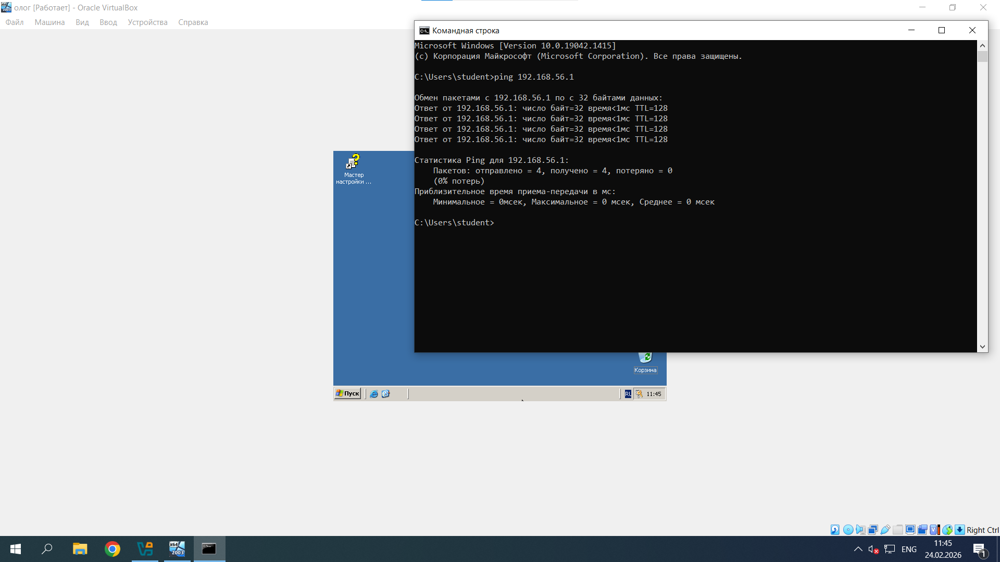 олог [Работает] - Oracle VirtualBox
Файл Машина Вид Ввод Устройства Справка
Командная строка
Microsoft Windows [Version 10.0.19042.1415]
(c) Корпорация Майкрософт (Microsoft Corporation). Все права защищены.
C:\Users\student>ping 192.168.56.1
Обмен пакетами с 192.168.56.1 по с 32 байтами данных:
Ответ от 192.168.56.1: число байт=32 время<1мс TTL=128
Ответ от 192.168.56.1: число байт=32 время<1мс TTL=128
Ответ от 192.168.56.1: число байт=32 время<1мс TTL=128
Ответ от 192.168.56.1: число байт=32 время<1мс TTL=128
Статистика Ping для 192.168.56.1:
Пакетов: отправлено = 4, получено = 4, потеряно = 0
(0% потерь)
Приблизительное время приема-передачи в мс:
Минимальное = 0мсек, Максимальное = 0 мсек, Среднее = 0 мсек
C:\Users\student>
Мастер
настройки ...
Корзина
Пуск
RU
11:45
Right Ctrl
x64
2003
ENG
11:45
24.02.2026
1